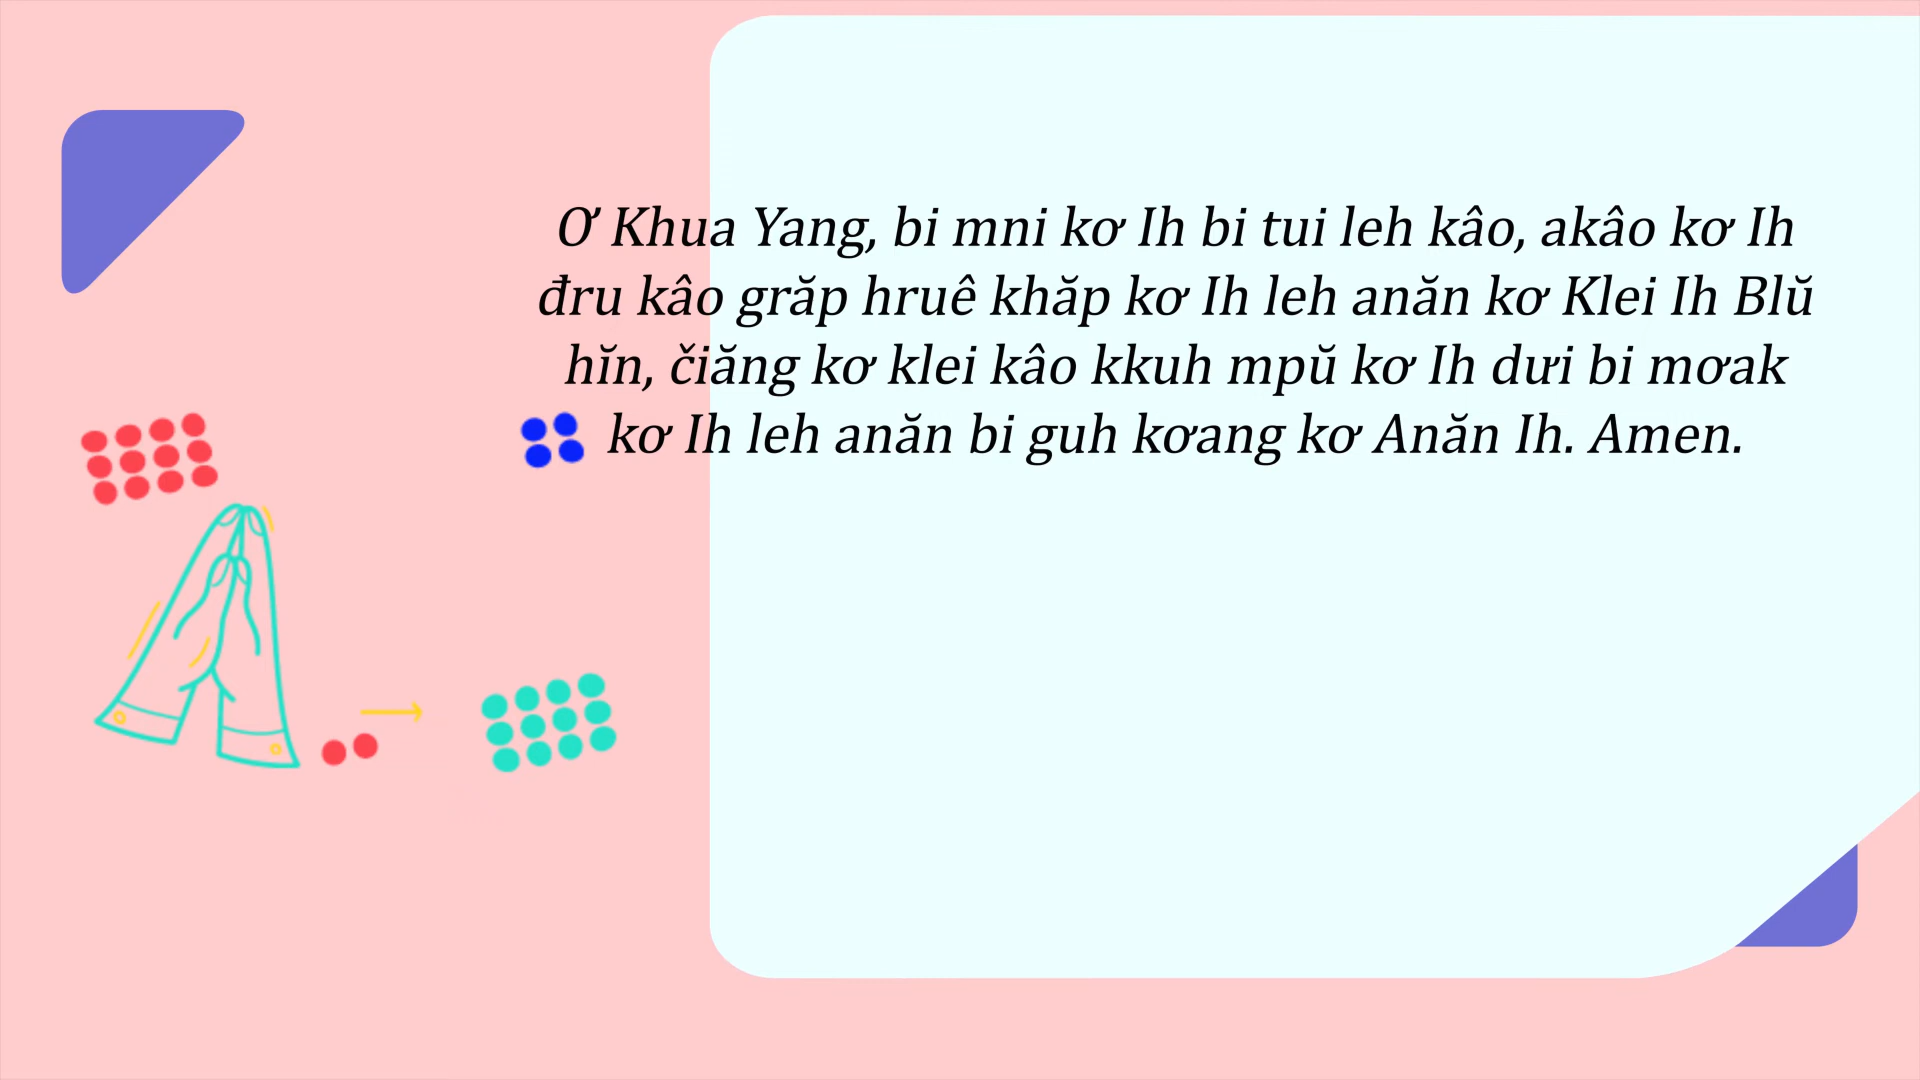 Ơ Khua Yang, bi mni kơ Ih bi tui leh kâo, akâo kơ Ih
đru kâo grăp hruê khăp kơ Ih leh anăn kơ Klei Ih Blŭ
hĭn, čiăng kơ klei kâo kkuh mpŭ kơ Ih dưi bi mơak
kơ Ih leh anăn bi guh kơang kơ Anăn Ih. Amen.